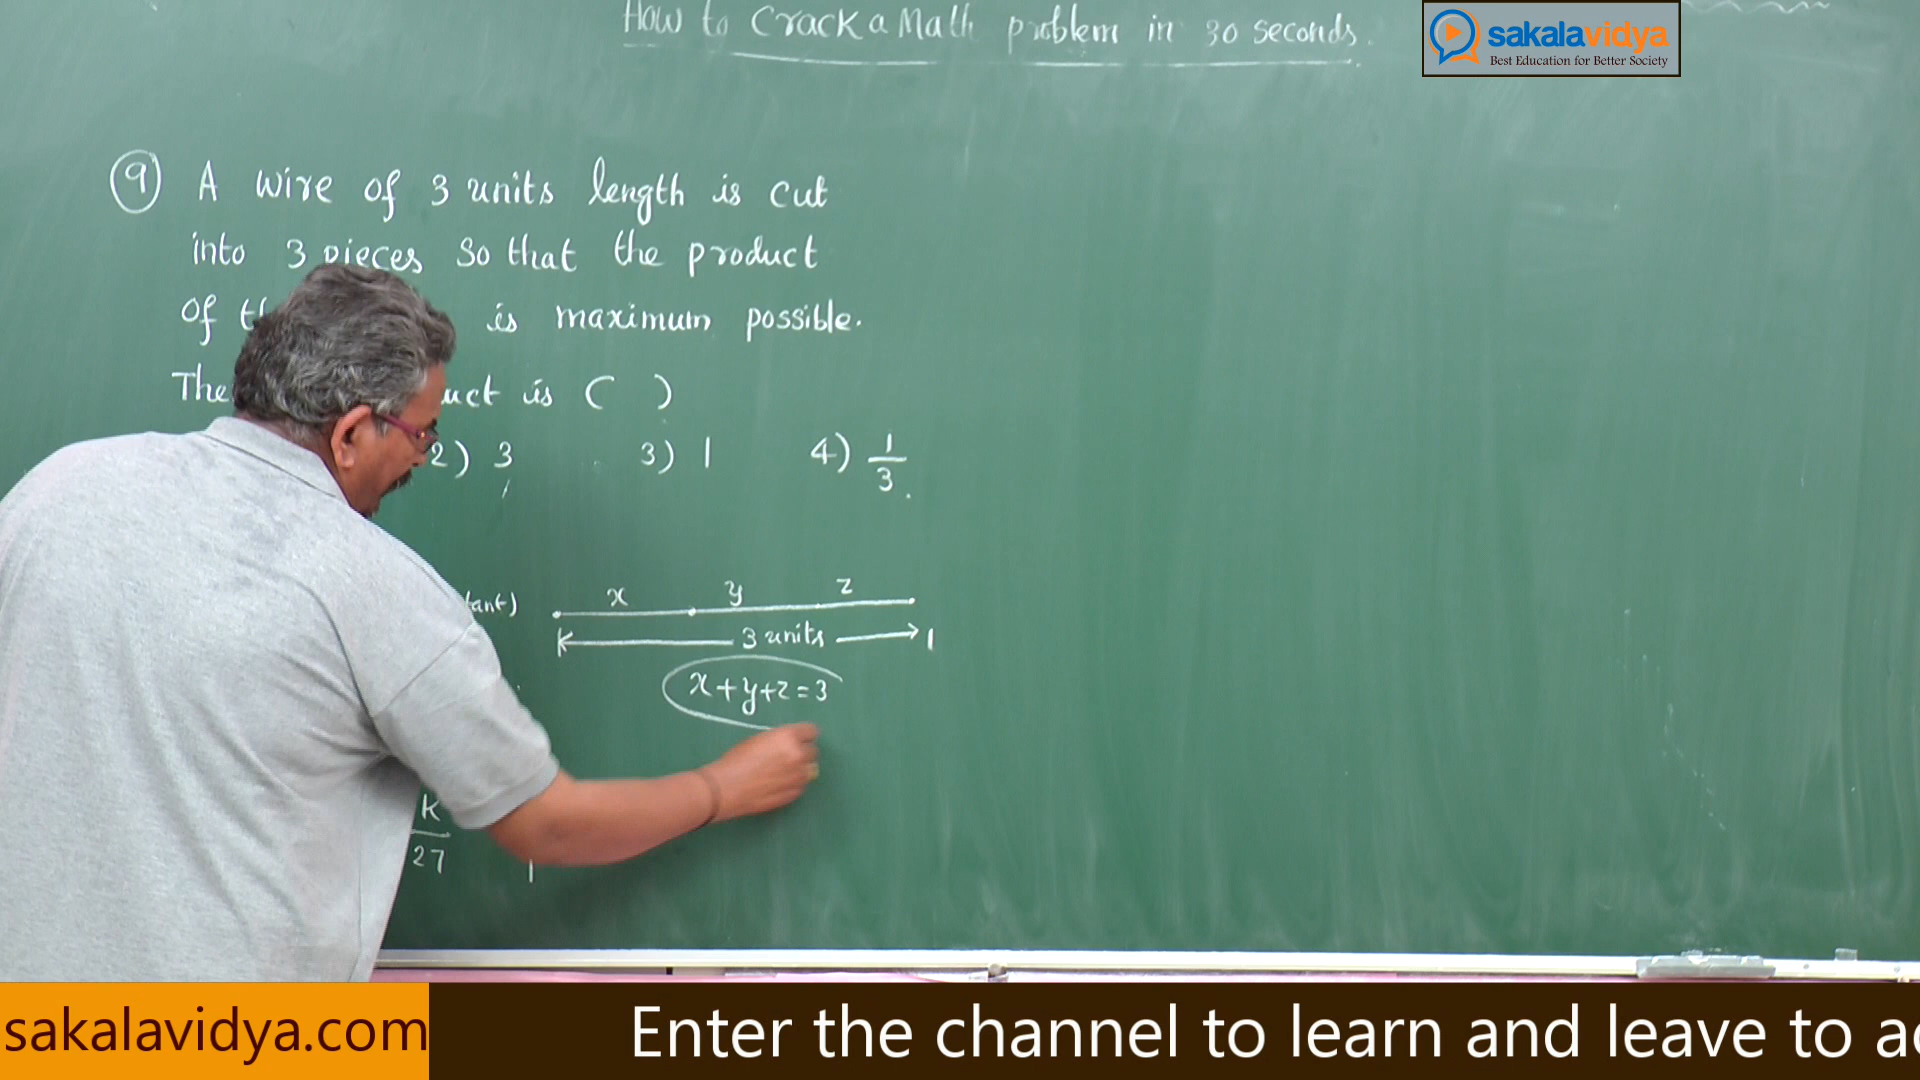 How to Crack a Math problem in 30 seconds.
sakalavidya
Best Education for Better Society
9 A wire of 3 units length is cut
into 3 pieces so that the product
of is maximum possible.
The is ( )
2) 3 3) 1 4) 1/3
x y z
3 units
x+y+z=3
K
27
sakalavidya.com
Enter the channel to learn and leave to